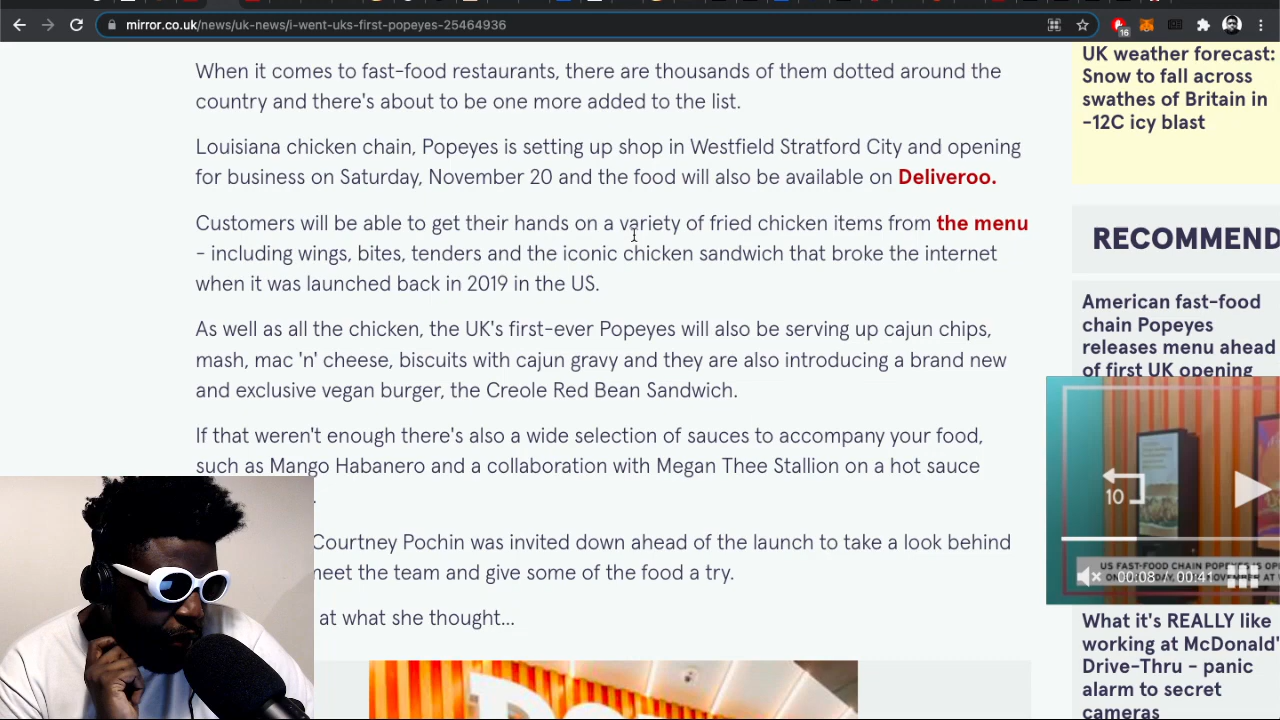 mirror.co.uk/news/uk-news/i-went-uks-first-popeyes-25464936
16
When it comes to fast-food restaurants, there are thousands of them dotted around the
country and there's about to be one more added to the list.
Louisiana chicken chain, Popeyes is setting up shop in Westfield Stratford City and opening
for business on Saturday, November 20 and the food will also be available on Deliveroo.
Customers will be able to get their hands on a variety of fried chicken items from the menu
- including wings, bites, tenders and the iconic chicken sandwich that broke the internet
when it was launched back in 2019 in the US.
As well as all the chicken, the UK's first-ever Popeyes will also be serving up cajun chips,
mash, mac 'n' cheese, biscuits with cajun gravy and they are also introducing a brand new
and exclusive vegan burger, the Creole Red Bean Sandwich.
If that weren't enough there's also a wide selection of sauces to accompany your food,
such as Mango Habanero and a collaboration with Megan Thee Stallion on a hot sauce
.
Courtney Pochin was invited down ahead of the launch to take a look behind
meet the team and give some of the food a try.
at what she thought...
UK weather forecast:
Snow to fall across
swathes of Britain in
-12C icy blast
RECOMMEND
American fast-food
chain Popeyes
releases menu ahead
of first UK opening
10
US FAST-FOOD CHAIN POPEYES IS
00:08 / 00:41
What it's REALLY like
working at McDonald'
Drive-Thru - panic
alarm to secret
cameras